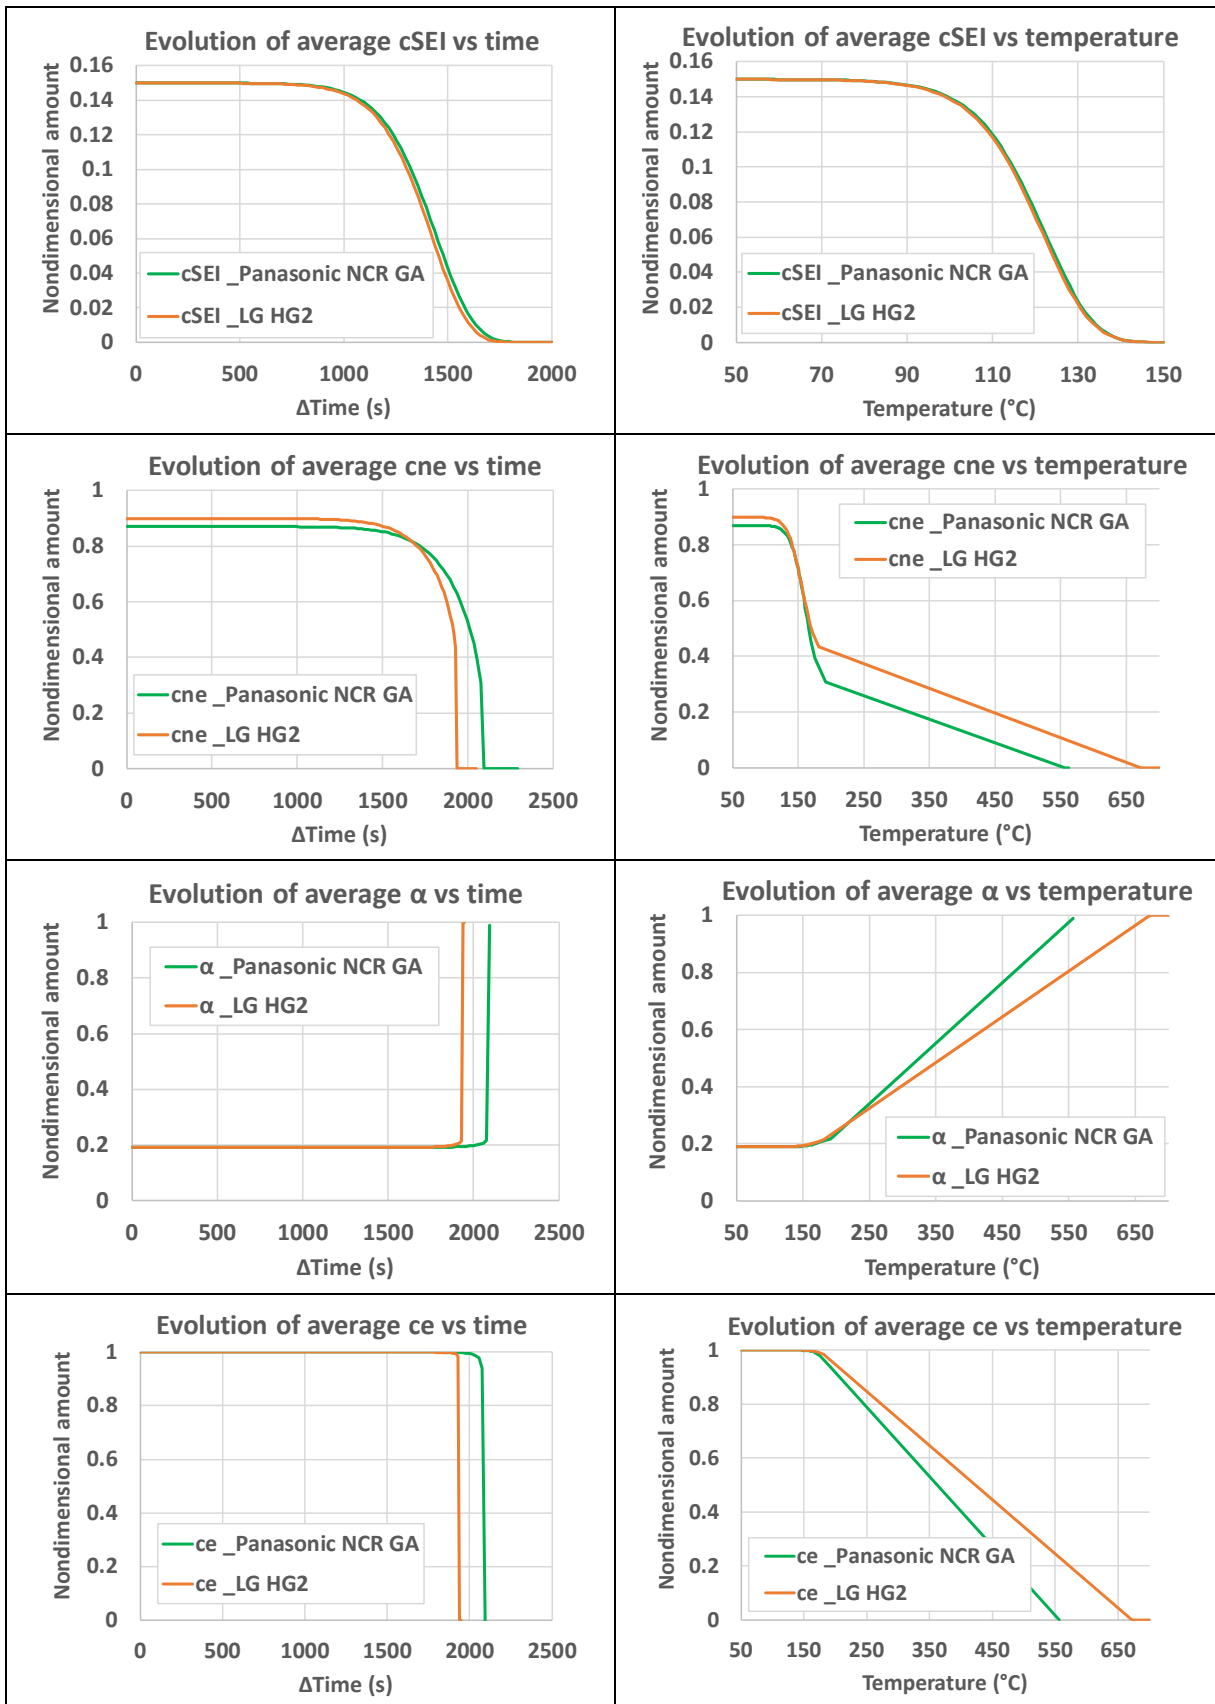 Evolution of average cSEI vs time
Nondimensional amount
0.16
0.14
0.12
0.1
0.08
0.06
0.04
0.02
0
cSEI _Panasonic NCR GA
cSEI _LG HG2
0 500 1000 1500 2000
ΔTime (s)
Evolution of average cSEI vs temperature
Nondimensional amount
0.16
0.14
0.12
0.1
0.08
0.06
0.04
0.02
0
cSEI _Panasonic NCR GA
cSEI _LG HG2
50 70 90 110 130 150
Temperature (°C)
Evolution of average cne vs time
Nondimensional amount
1
0.8
0.6
0.4
0.2
0
cne _Panasonic NCR GA
cne _LG HG2
0 500 1000 1500 2000 2500
ΔTime (s)
Evolution of average cne vs temperature
Nondimensional amount
1
0.8
0.6
0.4
0.2
0
cne _Panasonic NCR GA
cne _LG HG2
50 150 250 350 450 550 650
Temperature (°C)
Evolution of average α vs time
Nondimensional amount
1
0.8
0.6
0.4
0.2
0
α _Panasonic NCR GA
α _LG HG2
0 500 1000 1500 2000 2500
ΔTime (s)
Evolution of average α vs temperature
Nondimensional amount
1
0.8
0.6
0.4
0.2
0
α _Panasonic NCR GA
α _LG HG2
50 150 250 350 450 550 650
Temperature (°C)
Evolution of average ce vs time
Nondimensional amount
1
0.8
0.6
0.4
0.2
0
ce _Panasonic NCR GA
ce _LG HG2
0 500 1000 1500 2000 2500
ΔTime (s)
Evolution of average ce vs temperature
Nondimensional amount
1
0.8
0.6
0.4
0.2
0
ce _Panasonic NCR GA
ce _LG HG2
50 150 250 350 450 550 650
Temperature (°C)